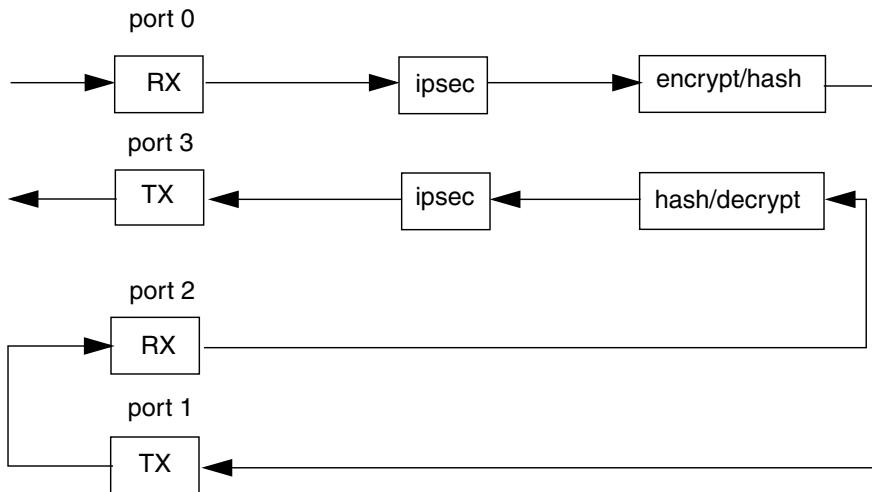 port 0
RX
ipsec
encrypt/hash
port 3
TX
ipsec
hash/decrypt
port 2
RX
port 1
TX